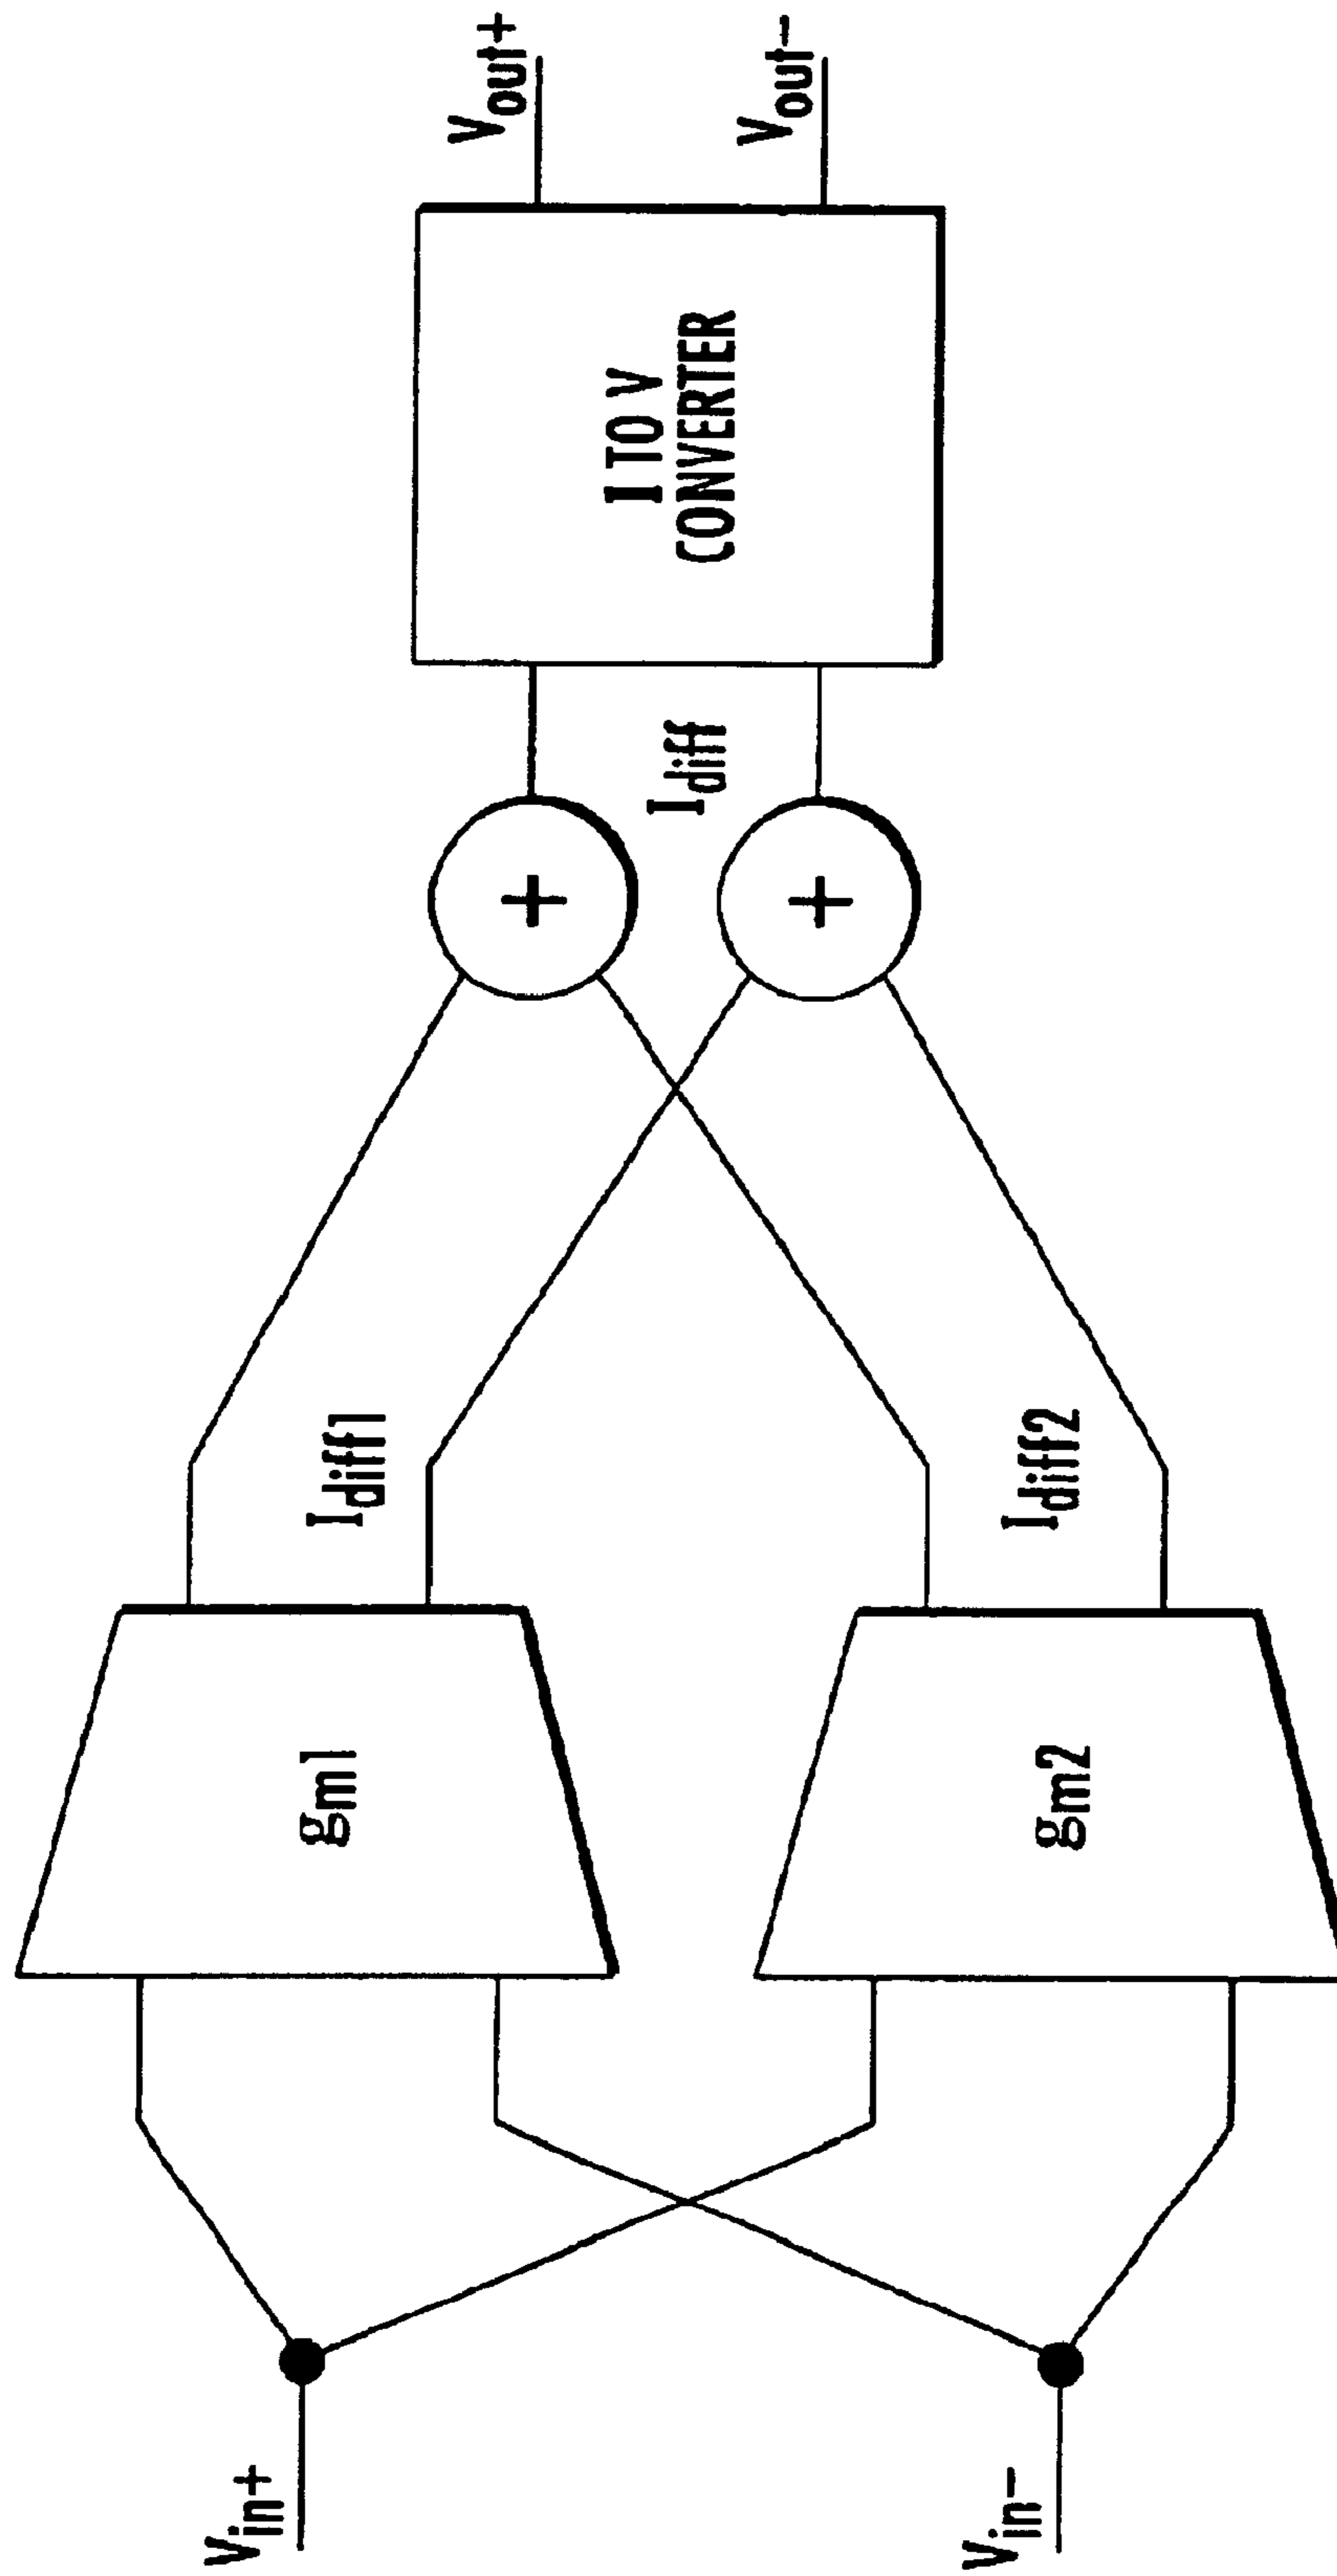 V_in+
V_in-
g_m1
g_m2
I_diff1
I_diff2
+
+
I_diff
I TO V
CONVERTER
V_out+
V_out-